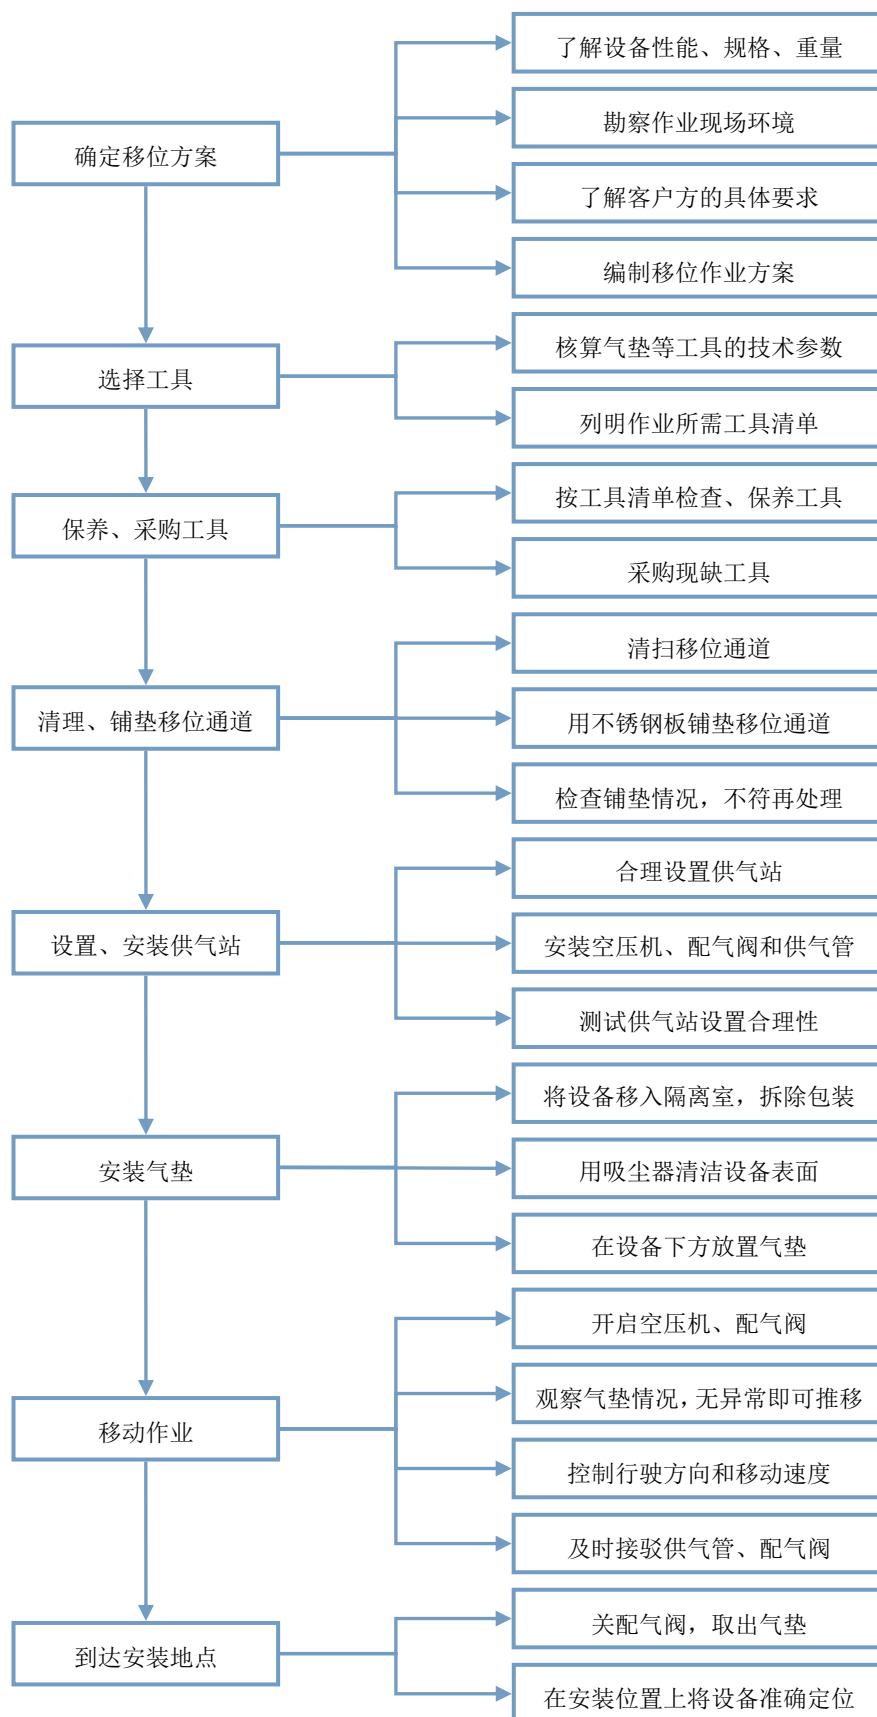 确定移位方案
了解设备性能、规格、重量
勘察作业现场环境
了解客户方的具体要求
编制移位作业方案
选择工具
核算气垫等工具的技术参数
列明作业所需工具清单
保养、采购工具
按工具清单检查、保养工具
采购现缺工具
清理、铺垫移位通道
清扫移位通道
用不锈钢板铺垫移位通道
检查铺垫情况，不符再处理
设置、安装供气站
合理设置供气站
安装空压机、配气阀和供气管
测试供气站设置合理性
安装气垫
将设备移入隔离室，拆除包装
用吸尘器清洁设备表面
在设备下方放置气垫
移动作业
开启空压机、配气阀
观察气垫情况，无异常即可推移
控制行驶方向和移动速度
及时接驳供气管、配气阀
到达安装地点
关配气阀，取出气垫
在安装位置上将设备准确定位